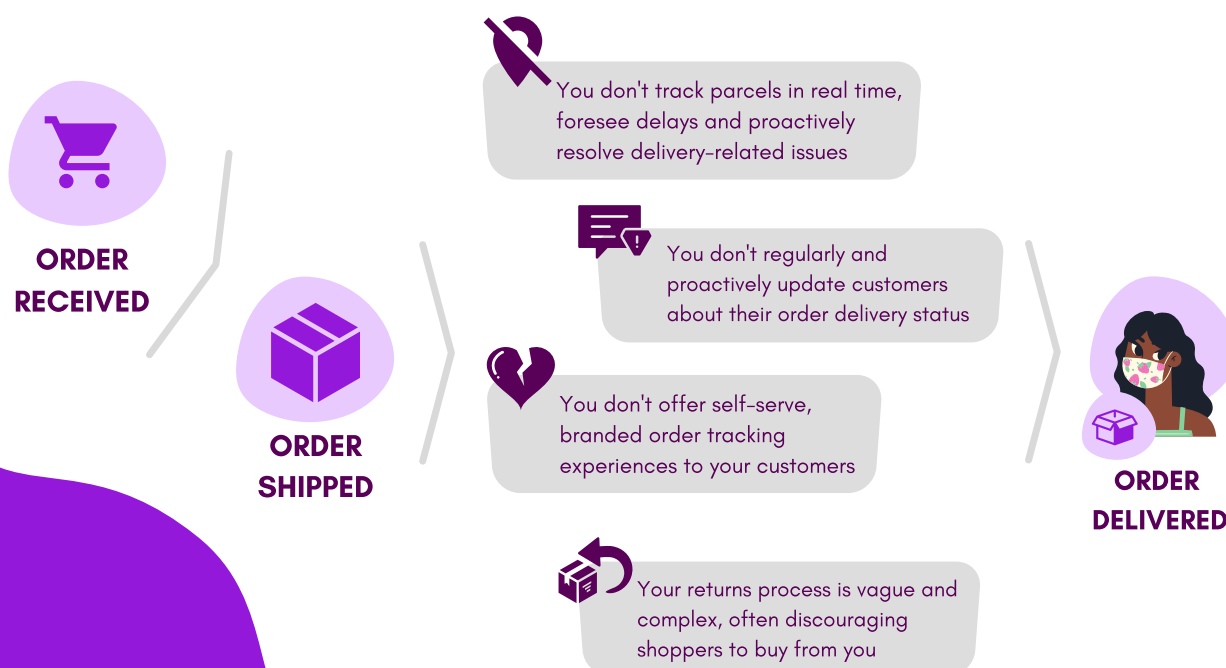 ORDER
RECEIVED
ORDER
SHIPPED
You don't track parcels in real time,
foresee delays and proactively
resolve delivery-related issues
You don't regularly and
proactively update customers
about their order delivery status
You don't offer self-serve,
branded order tracking
experiences to your customers
Your returns process is vague and
complex, often discouraging
shoppers to buy from you
ORDER
DELIVERED